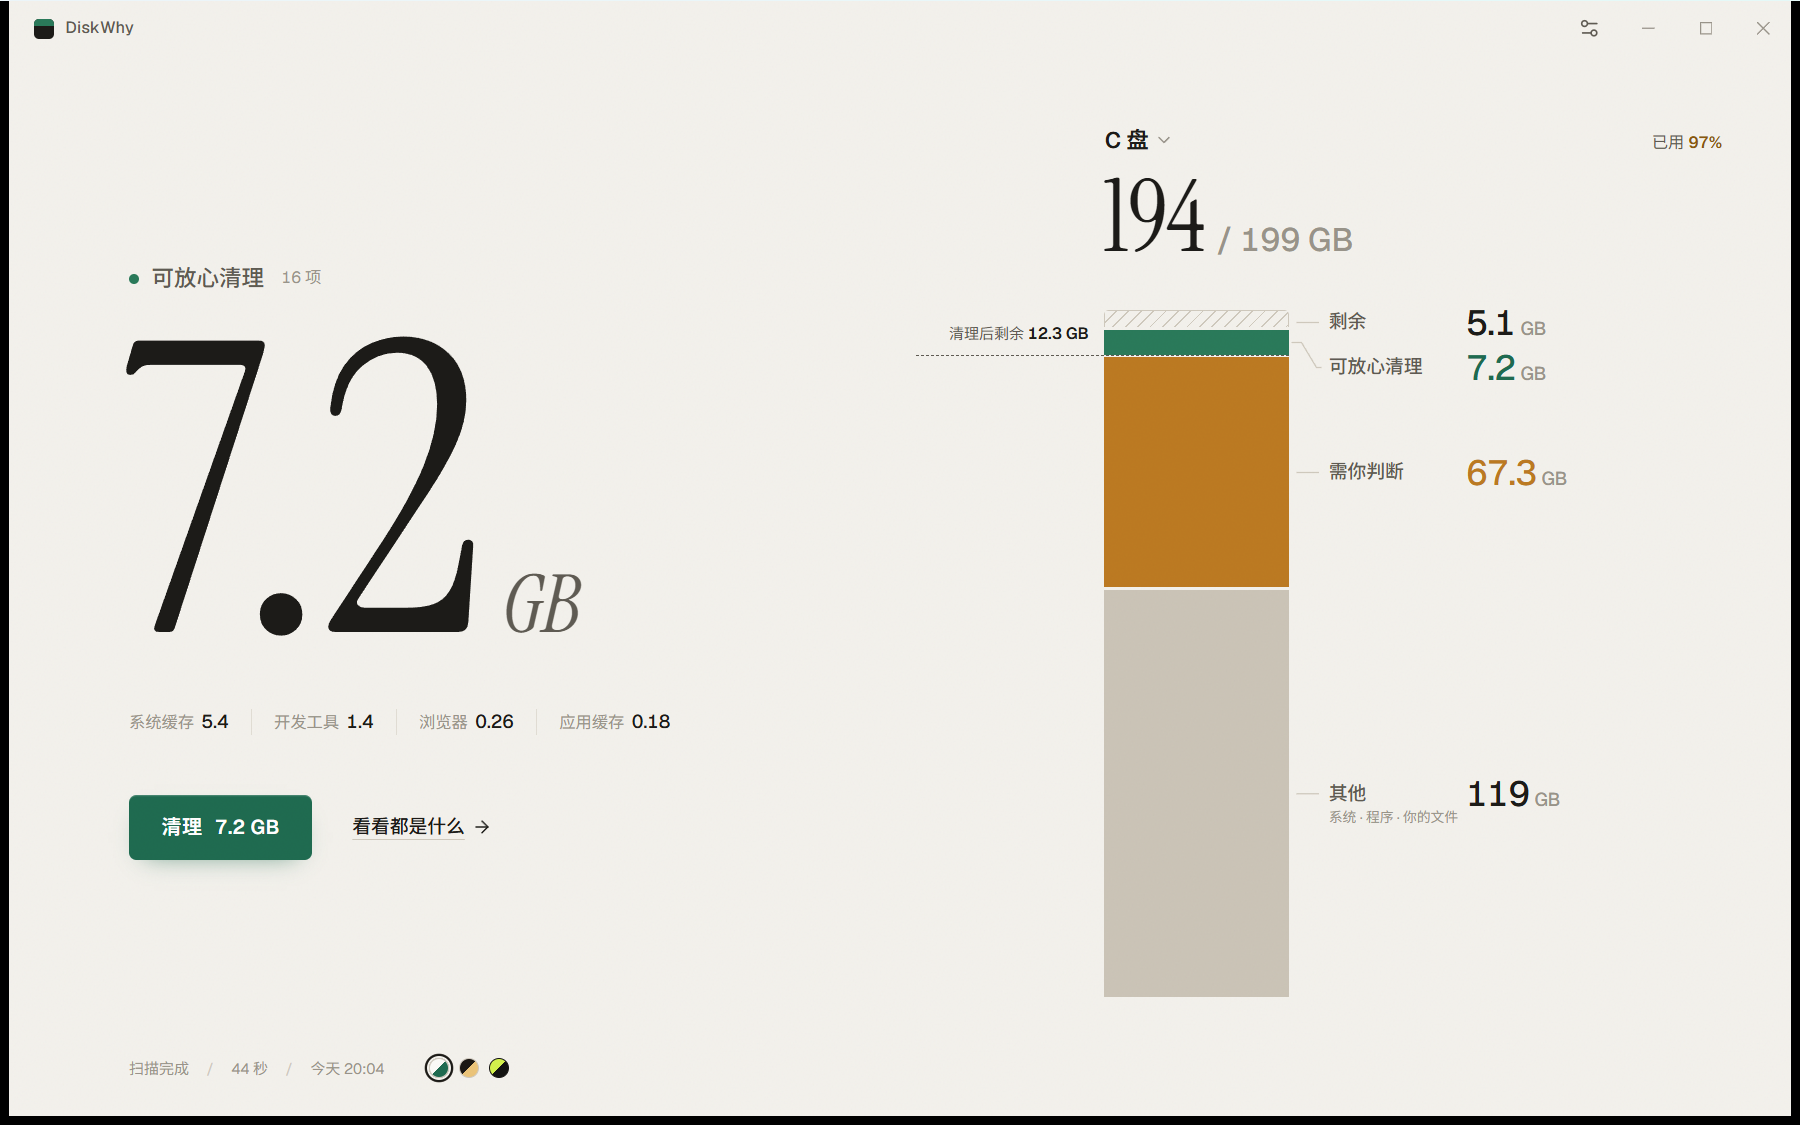 DiskWhy
C 盘
已用 97%
194 / 199 GB
可放心清理 16 项
7.2 GB
系统缓存 5.4
开发工具 1.4
浏览器 0.26
应用缓存 0.18
清理 7.2 GB
看看都是什么 →
清理后剩余 12.3 GB
剩余 5.1 GB
可放心清理 7.2 GB
需你判断 67.3 GB
其他 119 GB
系统 · 程序 · 你的文件
扫描完成 / 44 秒 / 今天 20:04